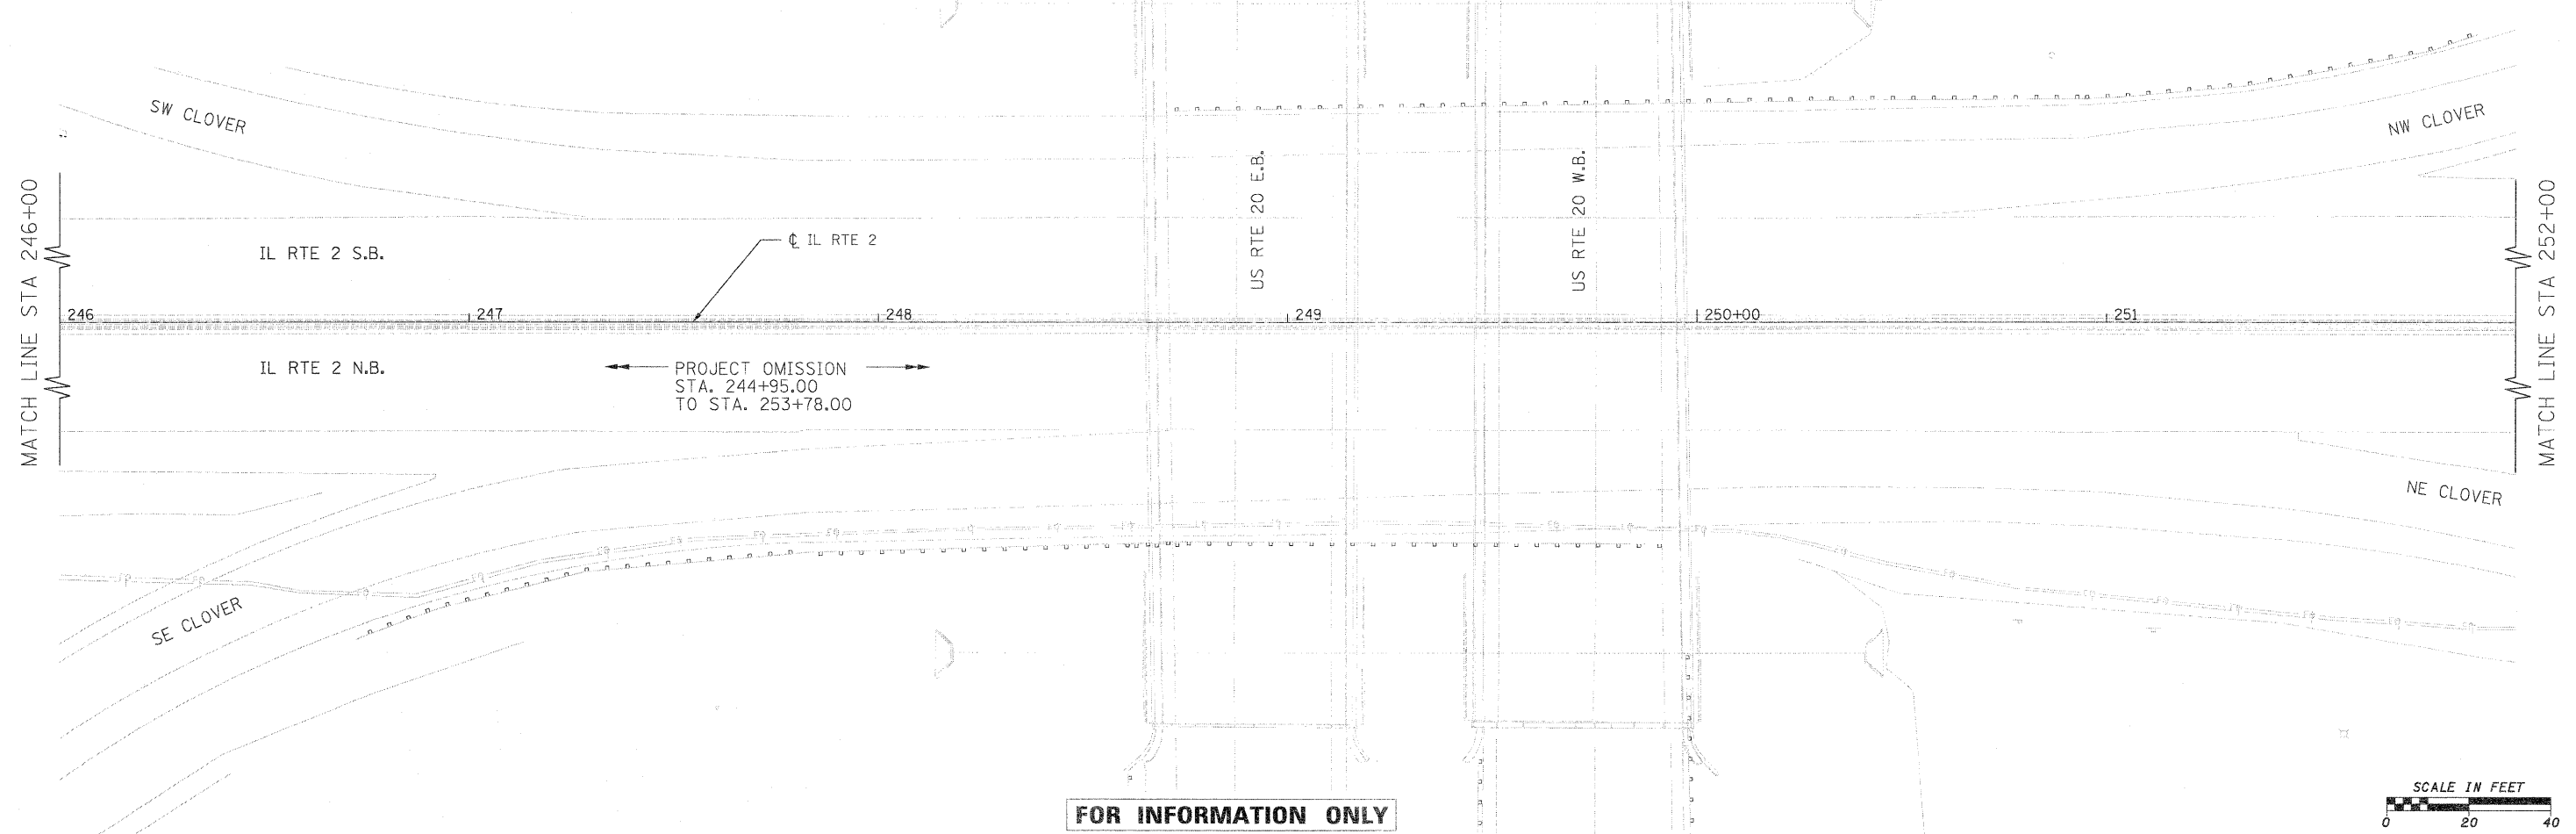 SW CLOVER
NW CLOVER
MATCH LINE STA 246+00
IL RTE 2 S.B.
℄ IL RTE 2
US RTE 20 E.B.
US RTE 20 W.B.
MATCH LINE STA 252+00
246
247
248
249
250+00
251
IL RTE 2 N.B.
PROJECT OMISSION
STA. 244+95.00
TO STA. 253+78.00
NE CLOVER
SE CLOVER
FOR INFORMATION ONLY
SCALE IN FEET
0 20 40